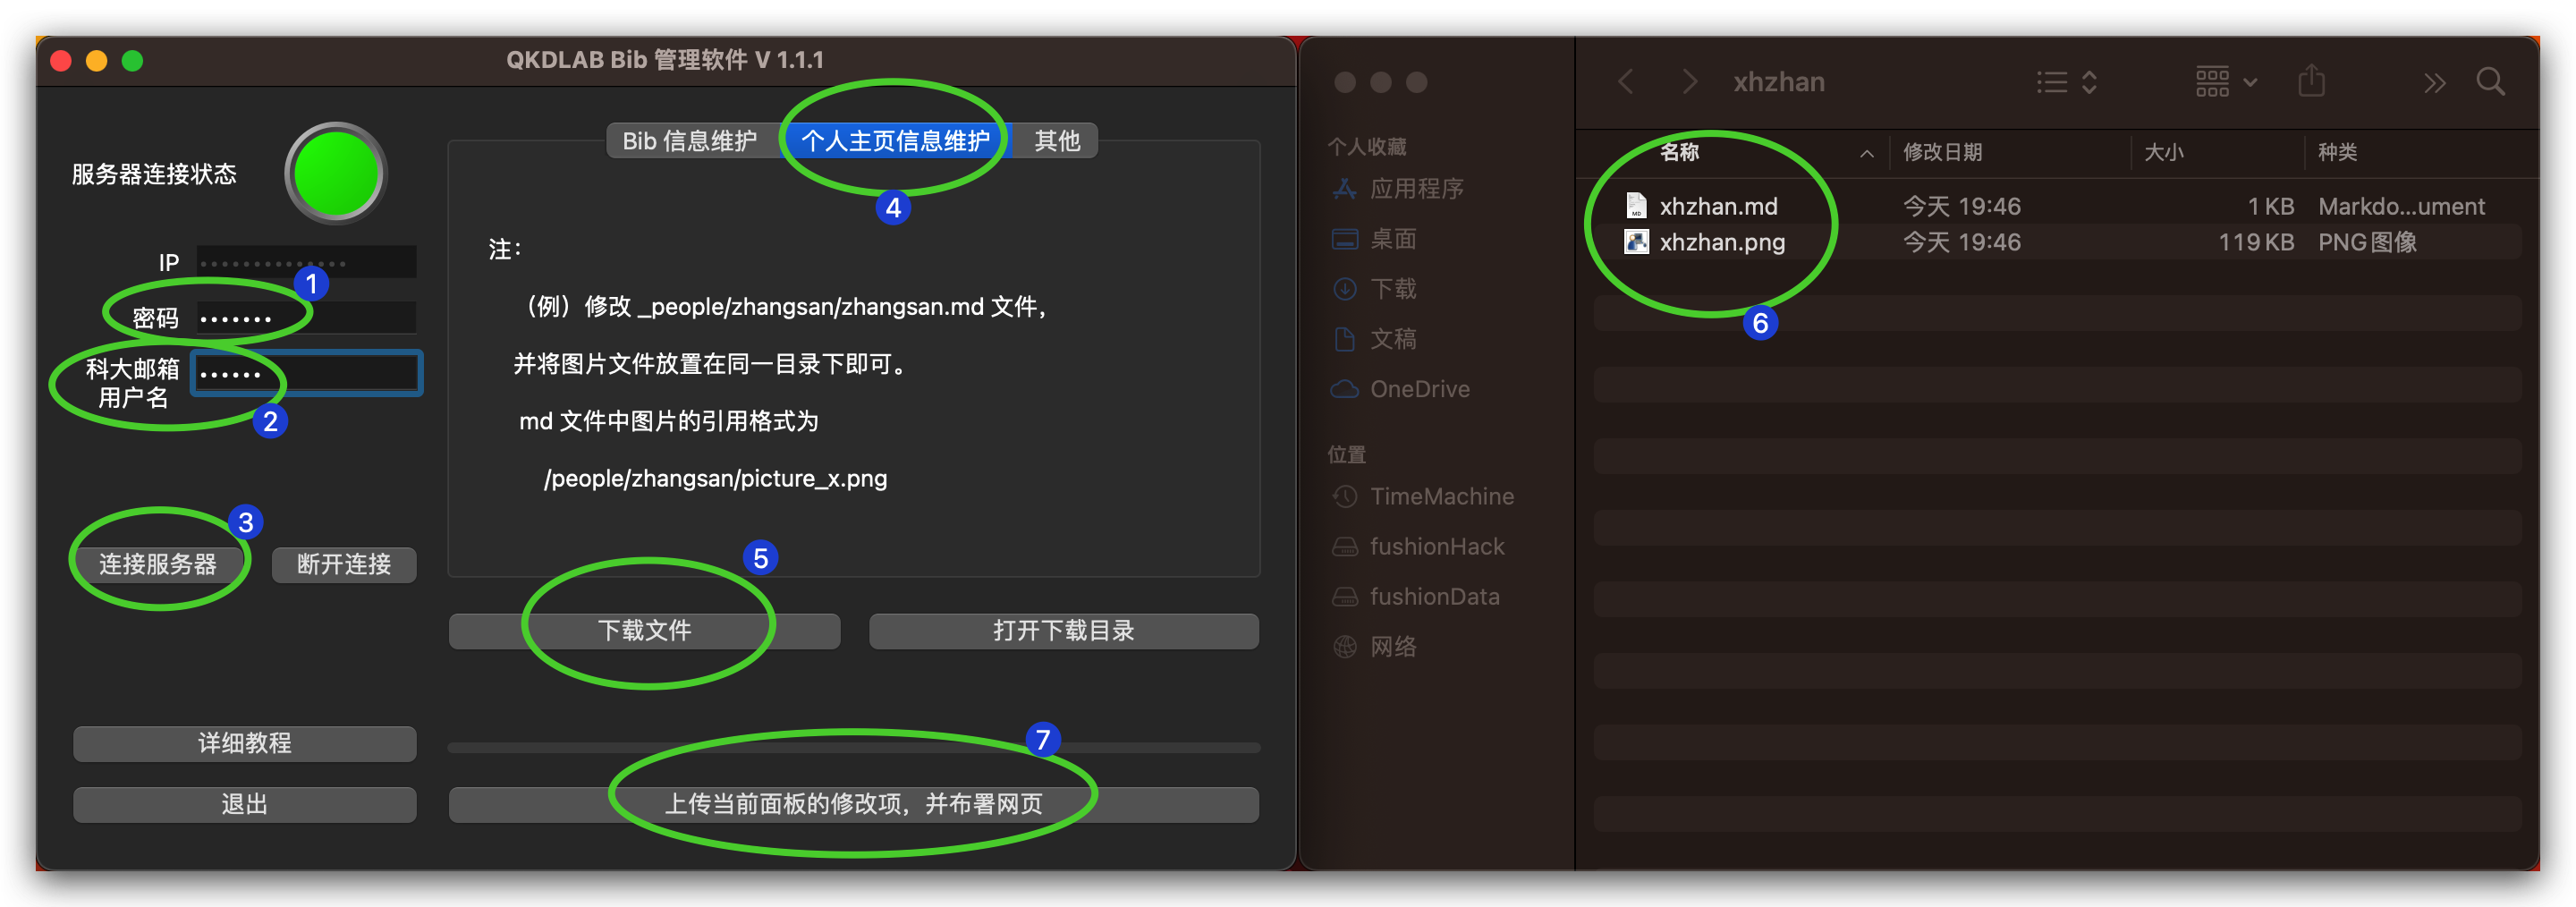 QKDLAB Bib 管理软件 V 1.1.1
服务器连接状态
IP
密码
1
科大邮箱
用户名
2
3
连接服务器
断开连接
详细教程
退出
Bib 信息维护
个人主页信息维护
其他
4
注：
（例）修改 _people/zhangsan/zhangsan.md 文件，
并将图片文件放置在同一目录下即可。
md 文件中图片的引用格式为
/people/zhangsan/picture_x.png
5
下载文件
打开下载目录
7
上传当前面板的修改项，并布署网页
个人收藏
应用程序
桌面
下载
文稿
OneDrive
位置
TimeMachine
fushionHack
fushionData
网络
xhzhan
名称
修改日期
大小
种类
xhzhan.md
今天 19:46
1 KB
Markdo...ument
xhzhan.png
今天 19:46
119 KB
PNG图像
6